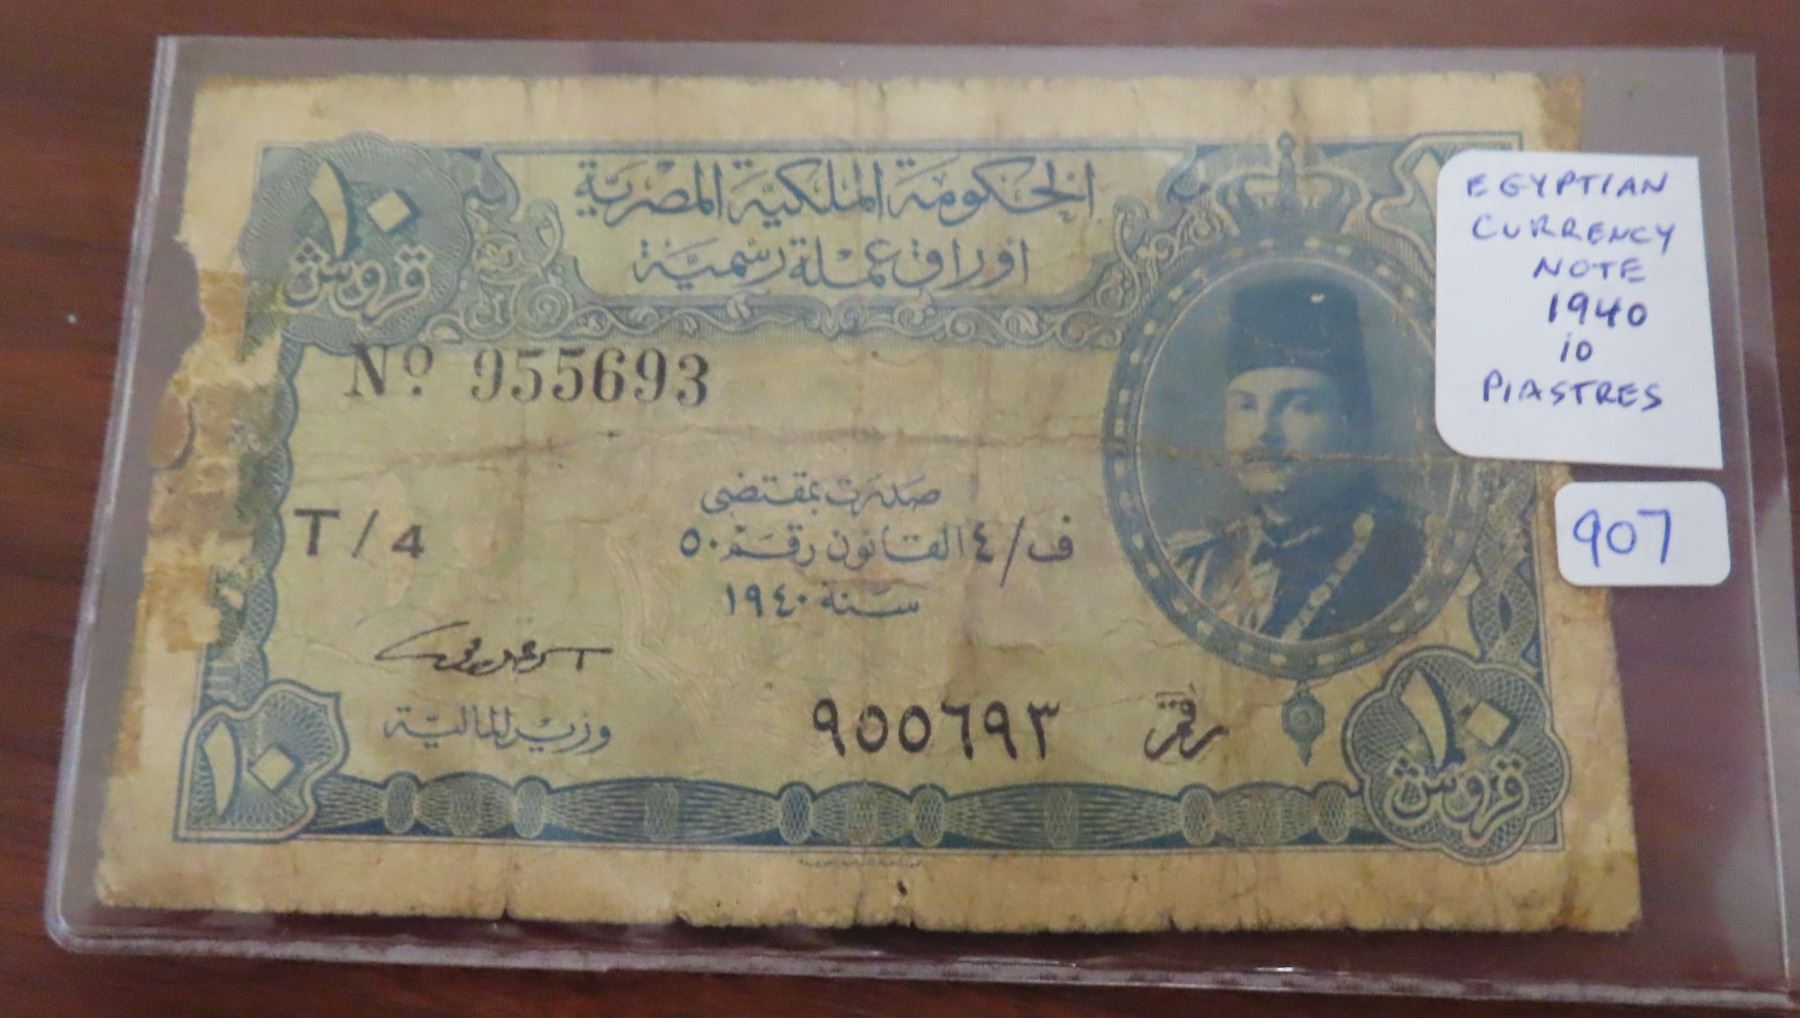 ١٠
قروش
الحكومة الملكية المصرية
أوراق عملة رسمية
Nº 955693
صدرت بمقتضى
T/4
ف/٤ القانون رقم ٥٠
سنة ١٩٤٠
وزير المالية
رقم ٩٥٥٦٩٣
١٠
١٠
قروش
EGYPTIAN
CURRENCY
NOTE
1940
10
PIASTRES
907